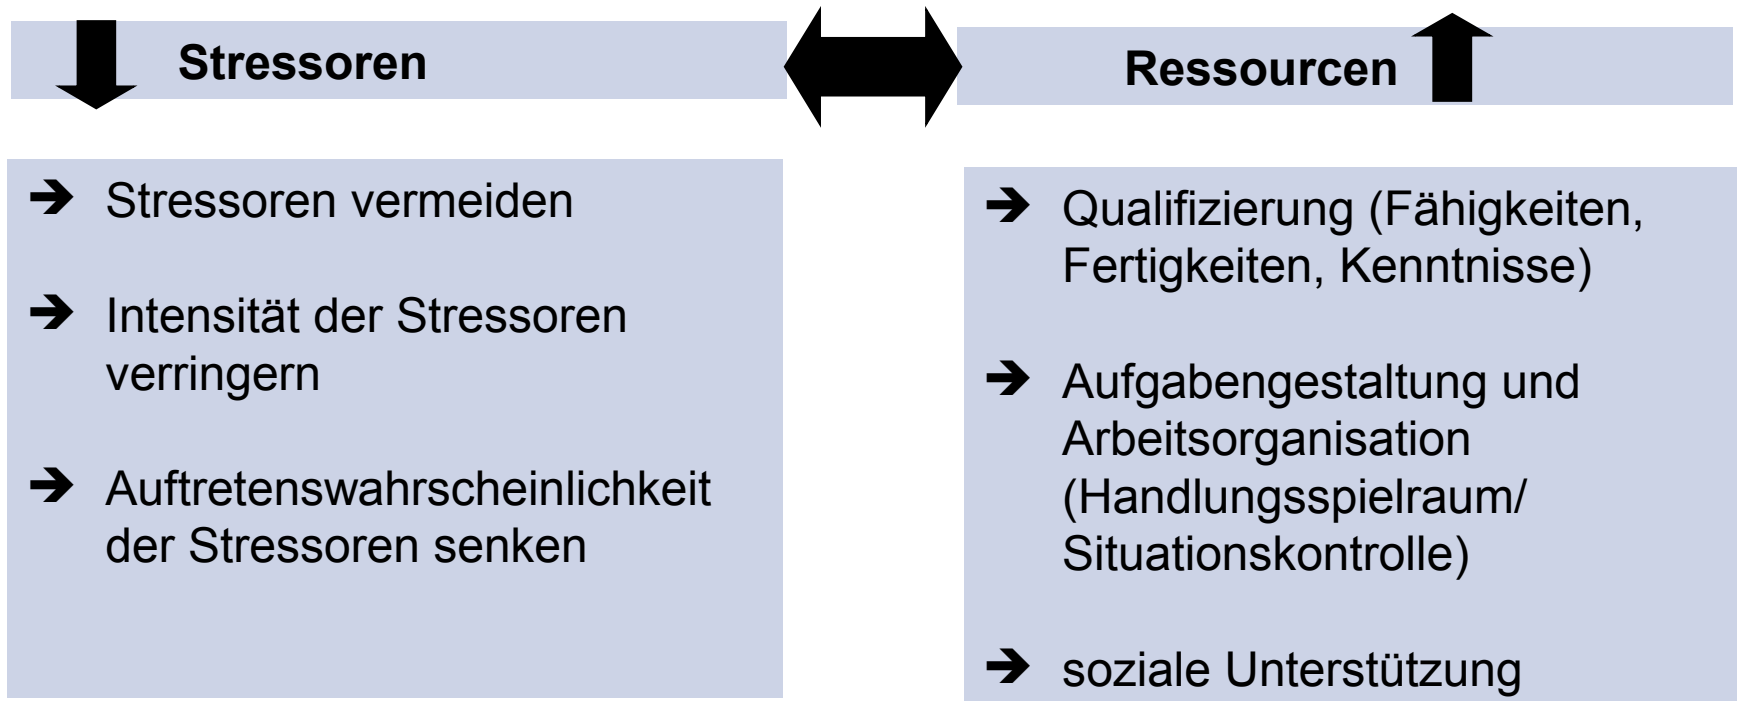 Stressoren
Ressourcen
Stressoren vermeiden
Intensität der Stressoren
verringern
Auftretenswahrscheinlichkeit
der Stressoren senken
Qualifizierung (Fähigkeiten,
Fertigkeiten, Kenntnisse)
Aufgabengestaltung und
Arbeitsorganisation
(Handlungsspielraum/
Situationskontrolle)
soziale Unterstützung